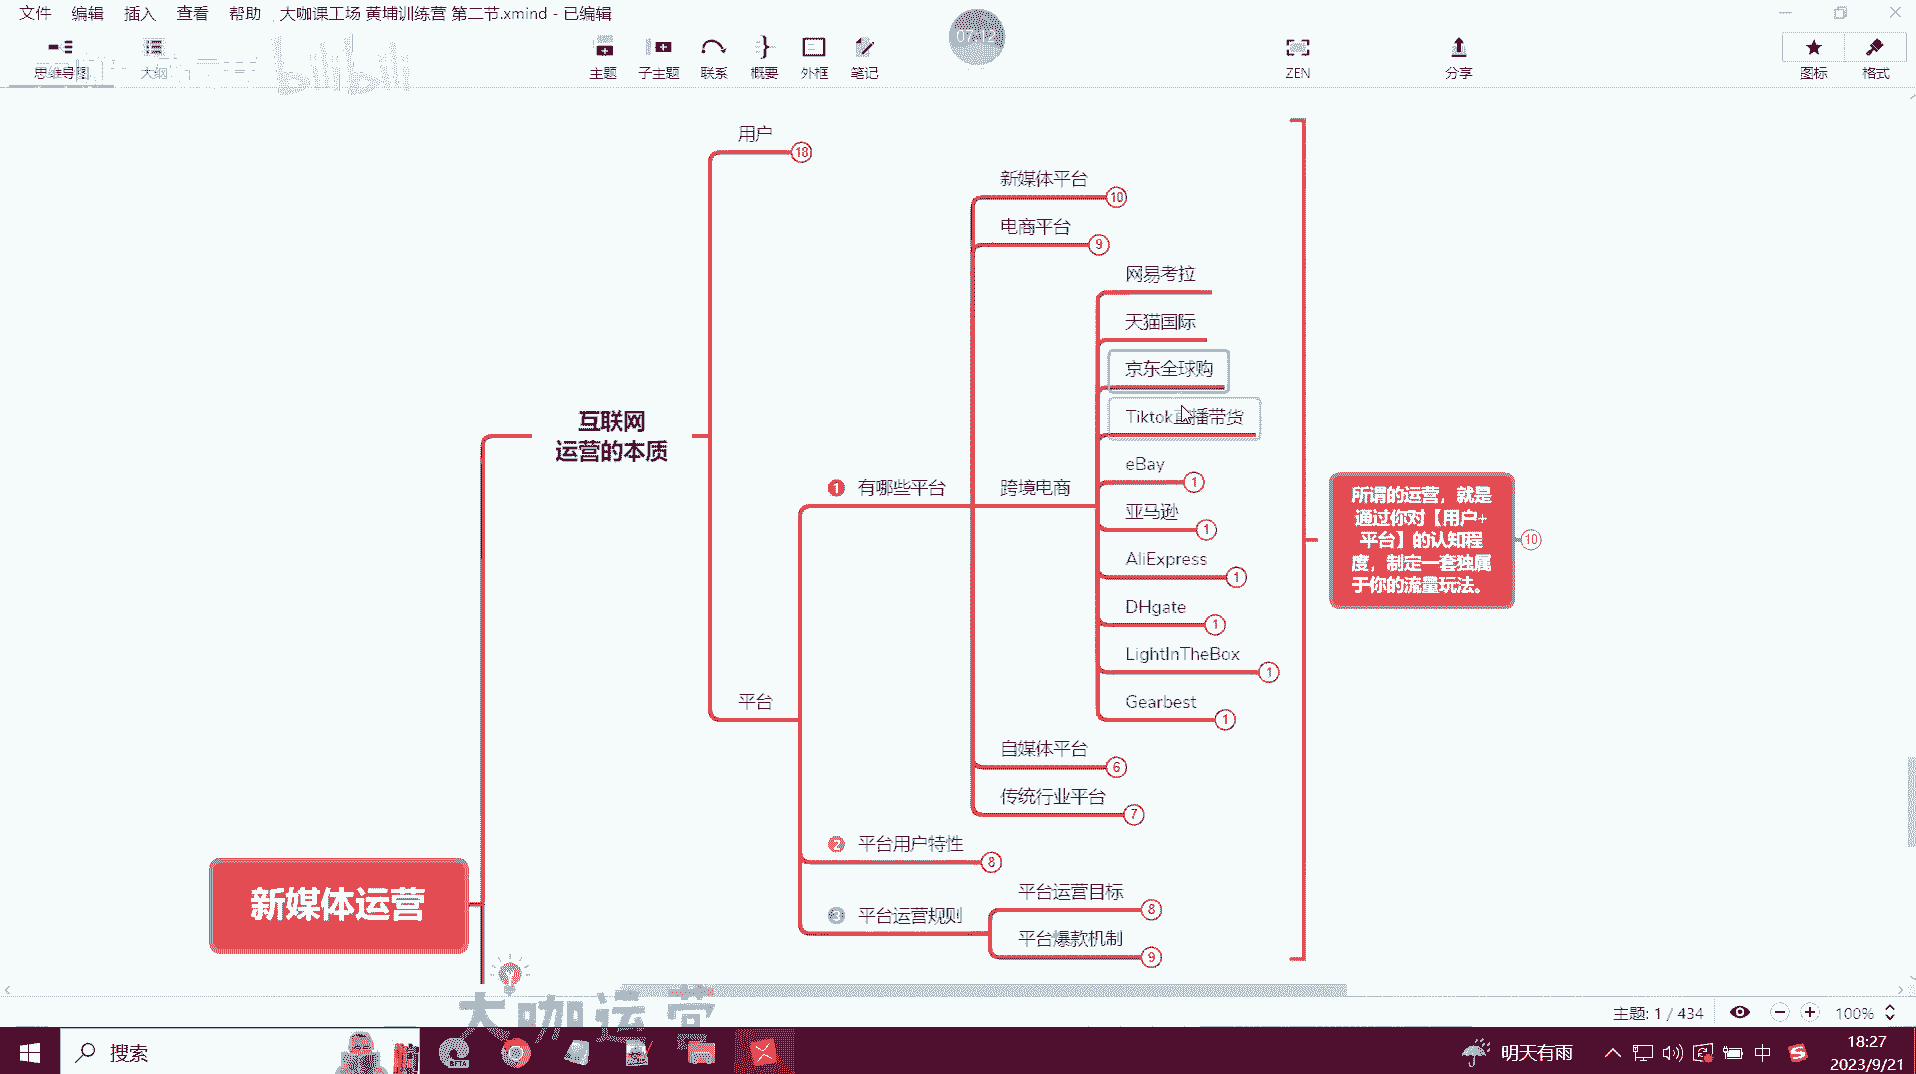 文件 编辑 插入 查看 帮助 大咖课工场 黄埔训练营 第二节.xmind - 已编辑
思维导图 大纲 主题 子主题 联系 概要 外框 笔记 07:12 ZEN 分享 图标 格式
bilibili
用户 18
新媒体平台 10
电商平台 9
网易考拉
天猫国际
京东全球购
Tiktok直播带货
互联网
运营的本质
eBay 1
1 有哪些平台
跨境电商
亚马逊 1
AliExpress 1
DHgate 1
LightInTheBox 1
Gearbest 1
所谓的运营，就是
通过你对【用户+
平台】的认知程
度，制定一套独属
于你的流量玩法。
10
平台
自媒体平台 6
传统行业平台 7
2 平台用户特性 8
平台运营目标 8
3 平台运营规则
平台爆款机制 9
新媒体运营
大咖运营
主题: 1 / 434 100%
搜索
BETA
明天有雨
中
18:27
2023/9/21